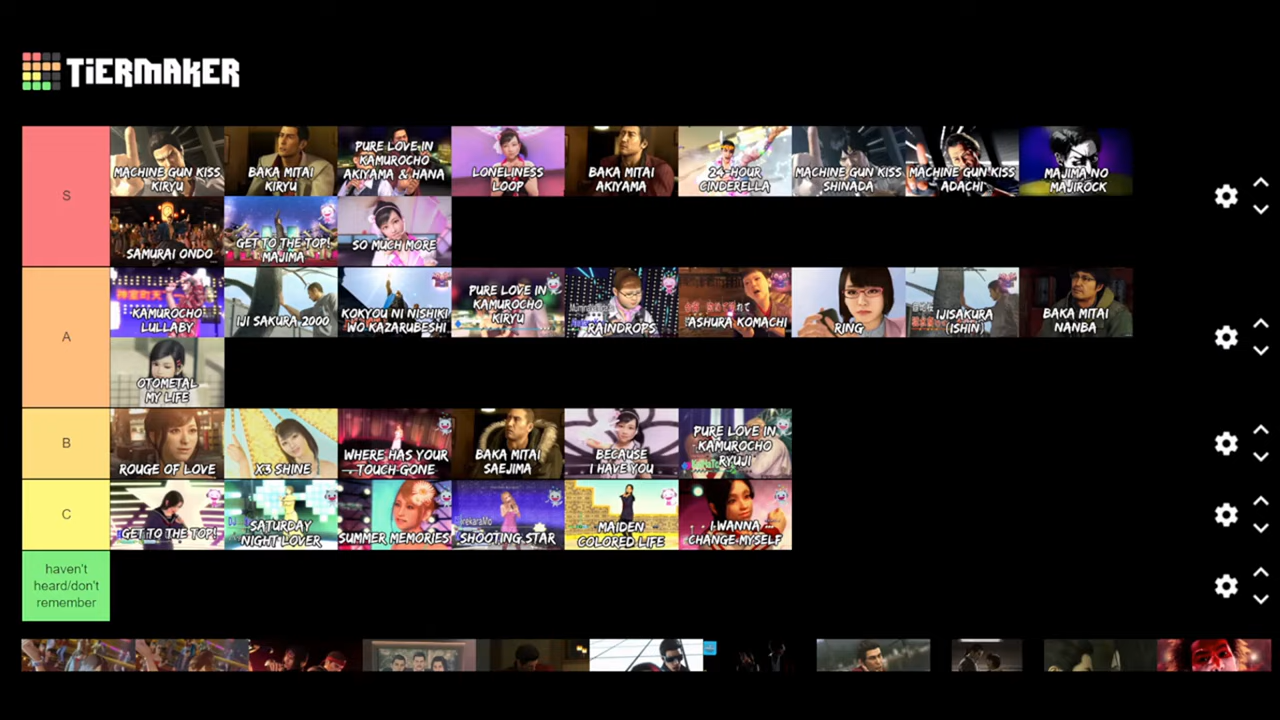 TIERMAKER
S
MACHINE GUN KISS
KIRYU
BAKA MITAI
KIRYU
PURE LOVE IN
KAMUROCHO
AKIYAMA & HANA
LONELINESS
LOOP
BAKA MITAI
AKIYAMA
24-HOUR
CINDERELLA
MACHINE GUN KISS
SHINADA
MACHINE GUN KISS
ADACHI
MAJIMA NO
MAJIROCK
SAMURAI ONDO
GET TO THE TOP!
MAJIMA
SO MUCH MORE
A
KAMUROCHO
LULLABY
IJI SAKURA 2000
KOKYOU NI NISHIKI
WO KAZARUBESHI
PURE LOVE IN
KAMUROCHO
KIRYU
RAINDROPS
ASHURA KOMACHI
RING
IJISAKURA
(ISHIN)
BAKA MITAI
NANBA
OTOMETAL
MY LIFE
B
ROUGE OF LOVE
X3 SHINE
WHERE HAS YOUR
TOUCH GONE
BAKA MITAI
SAEJIMA
BECAUSE
I HAVE YOU
PURE LOVE IN
KAMUROCHO
RYUJI
C
GET TO THE TOP!
SATURDAY
NIGHT LOVER
SUMMER MEMORIES
SHOOTING STAR
MAIDEN
COLORED LIFE
I WANNA
CHANGE MYSELF
haven't
heard/don't
remember